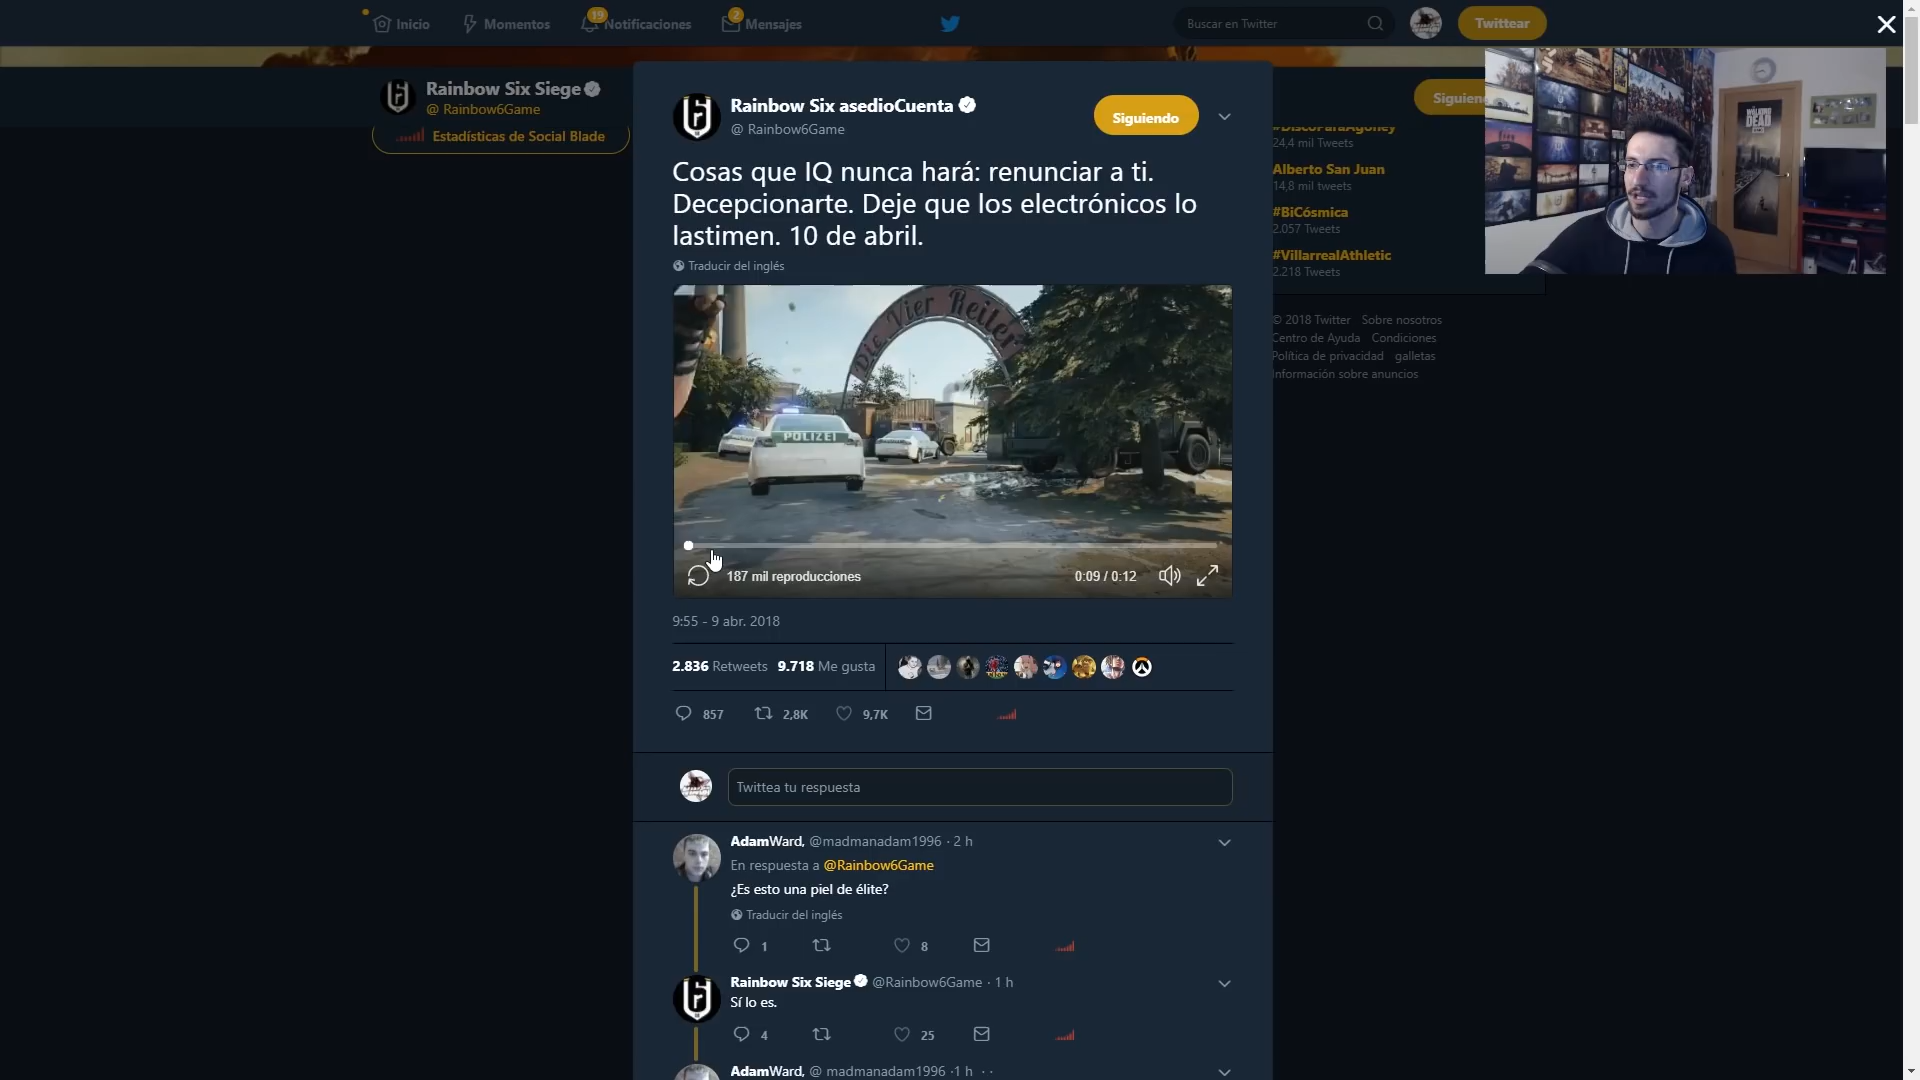 Inicio
Momentos
19
Notificaciones
2
Mensajes
Buscar en Twitter
Twittear
Rainbow Six Siege
@ Rainbow6Game
Estadísticas de Social Blade
Rainbow Six asedioCuenta
@ Rainbow6Game
Siguiendo
Cosas que IQ nunca hará: renunciar a ti.
Decepcionarte. Deje que los electrónicos lo
lastimen. 10 de abril.
Traducir del inglés
Die Vier Reiter
POLIZEI
187 mil reproducciones
0:09 / 0:12
9:55 - 9 abr. 2018
2.836 Retweets 9.718 Me gusta
857
2,8K
9,7K
Twittea tu respuesta
AdamWard, @madmanadam1996 · 2 h
En respuesta a @Rainbow6Game
¿Es esto una piel de élite?
Traducir del inglés
1
8
Rainbow Six Siege @Rainbow6Game · 1 h
Sí lo es.
4
25
AdamWard, @ madmanadam1996 ·1 h · ·
Siguien
#DiscoParaAgoney
24,4 mil Tweets
Alberto San Juan
14,8 mil tweets
#BiCósmica
2.057 Tweets
#VillarrealAthletic
2.218 Tweets
© 2018 Twitter Sobre nosotros
Centro de Ayuda Condiciones
Política de privacidad galletas
Información sobre anuncios
THE
WALKING
DEAD